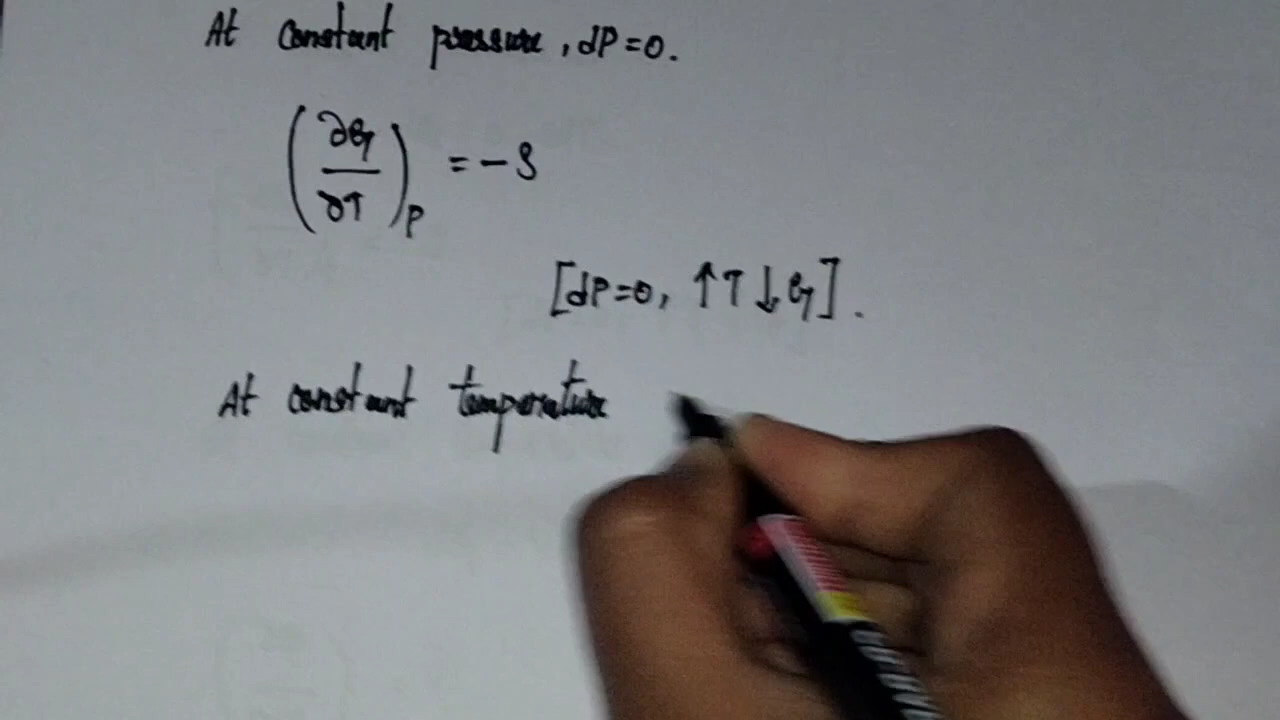 At constant pressure, dP=0.
(∂G/∂T)P = -S
[dP=0, ↑T ↓G].
At constant temperature